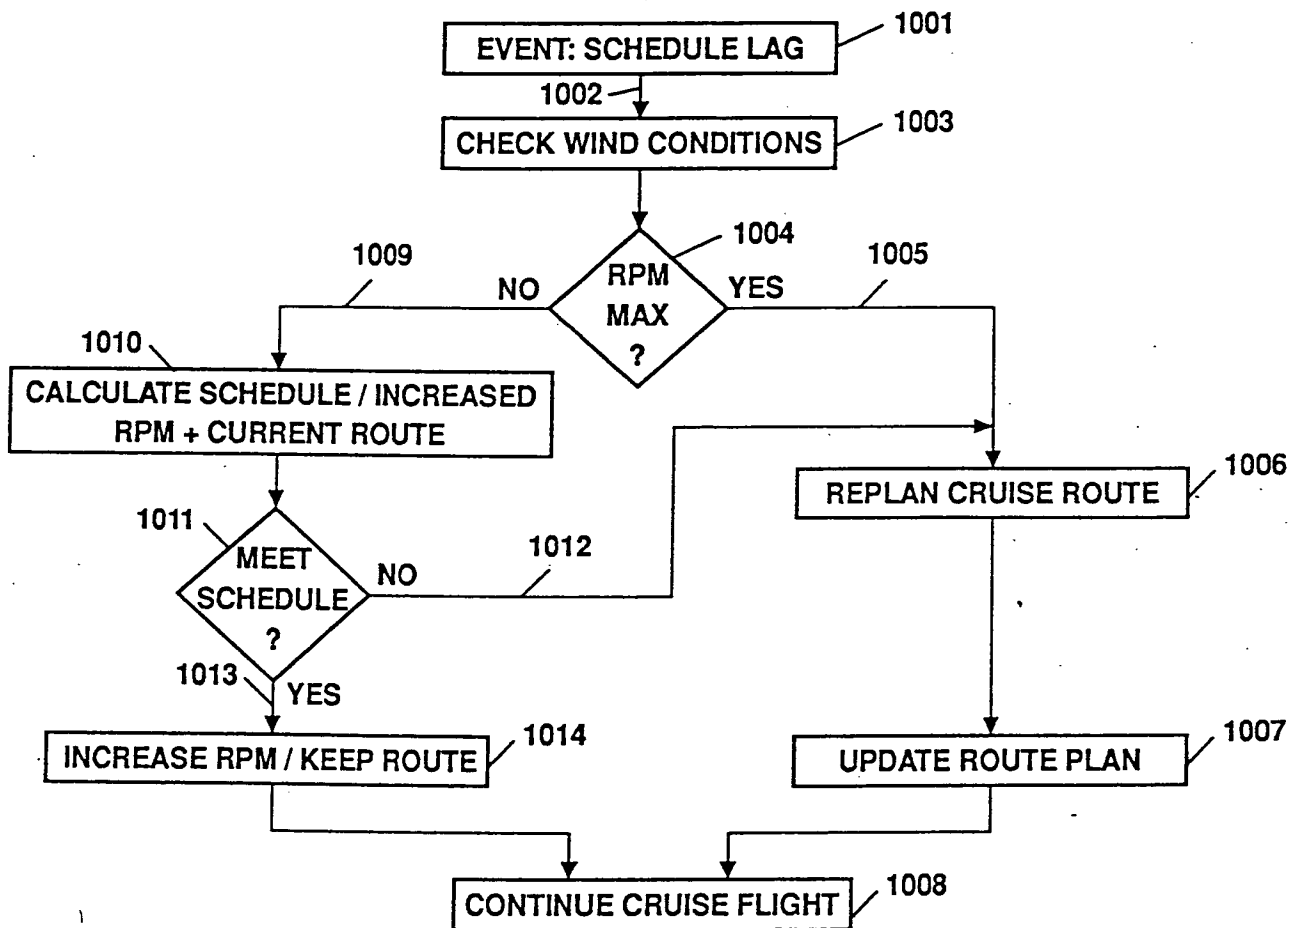 1001
EVENT: SCHEDULE LAG
1002
1003
CHECK WIND CONDITIONS
1004
1009
1005
NO
YES
RPM
MAX
?
1010
CALCULATE SCHEDULE / INCREASED
RPM + CURRENT ROUTE
1006
REPLAN CRUISE ROUTE
1011
MEET
SCHEDULE
?
1012
NO
1013
YES
1014
INCREASE RPM / KEEP ROUTE
1007
UPDATE ROUTE PLAN
1008
CONTINUE CRUISE FLIGHT